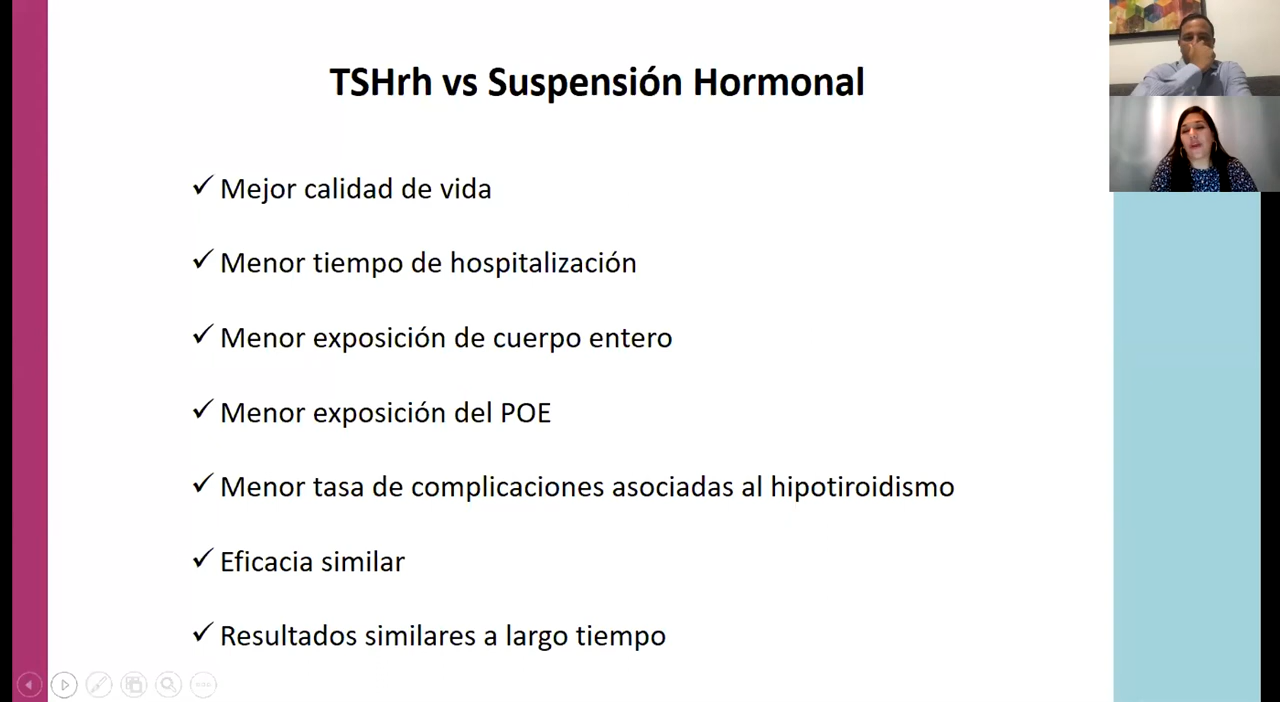 TSHrh vs Suspensión Hormonal
✓ Mejor calidad de vida
✓ Menor tiempo de hospitalización
✓ Menor exposición de cuerpo entero
✓ Menor exposición del POE
✓ Menor tasa de complicaciones asociadas al hipotiroidismo
✓ Eficacia similar
✓ Resultados similares a largo tiempo